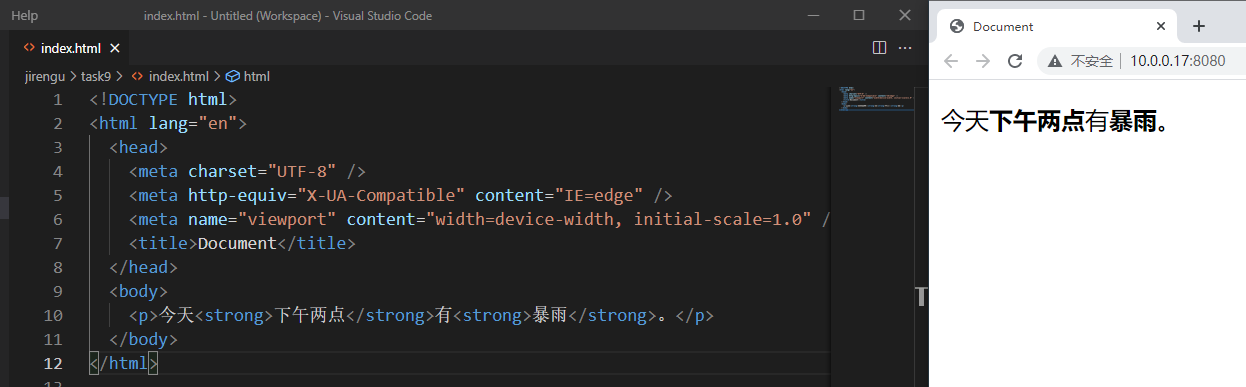 Help
index.html - Untitled (Workspace) - Visual Studio Code
index.html
jirengu > task9 > index.html > html
1 <!DOCTYPE html>
2 <html lang="en">
3 <head>
4 <meta charset="UTF-8" />
5 <meta http-equiv="X-UA-Compatible" content="IE=edge" />
6 <meta name="viewport" content="width=device-width, initial-scale=1.0" /
7 <title>Document</title>
8 </head>
9 <body>
10 <p>今天<strong>下午两点</strong>有<strong>暴雨</strong>。</p>
11 </body>
12 </html>
13
Document
不安全 | 10.0.0.17:8080
今天下午两点有暴雨。